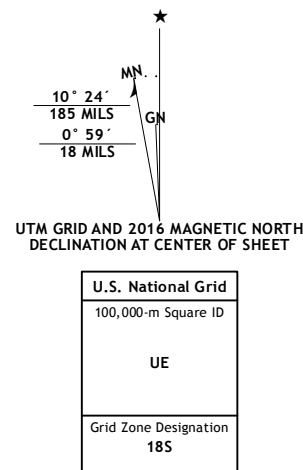 MN
10° 24´
185 MILS
GN
0° 59´
18 MILS
UTM GRID AND 2016 MAGNETIC NORTH
DECLINATION AT CENTER OF SHEET
U.S. National Grid
100,000-m Square ID
UE
Grid Zone Designation
18S